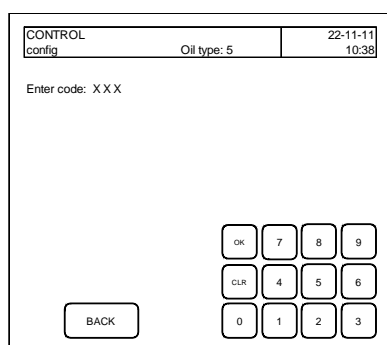 CONTROL 22-11-11
config Oil type: 5 10:38
Enter code: X X X
OK 7 8 9
CLR 4 5 6
BACK 0 1 2 3